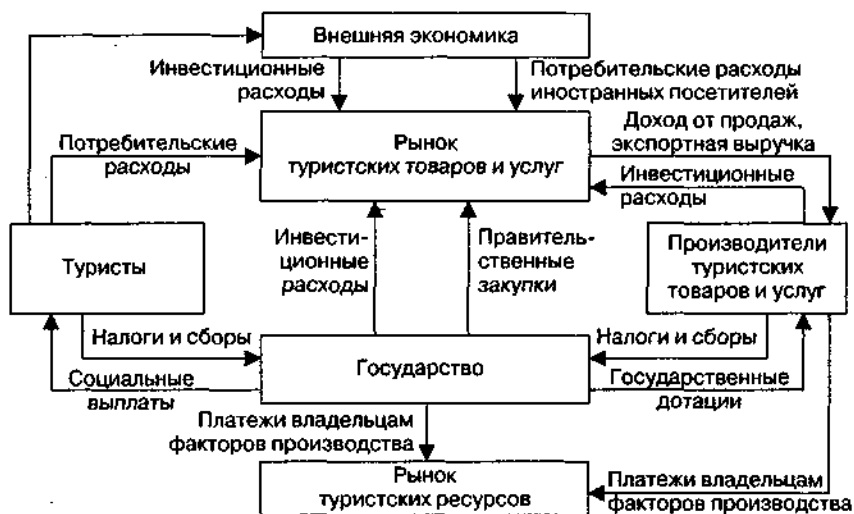 Внешняя экономика
Инвестиционные
расходы
Потребительские расходы
иностранных посетителей
Потребительские
расходы
Рынок
туристских товаров и услуг
Доход от продаж,
экспортная выручка
Инвестиционные
расходы
Туристы
Инвести-
ционные
расходы
Правитель-
ственные
закупки
Производители
туристских
товаров и услуг
Налоги и сборы
Налоги и сборы
Государство
Социальные
выплаты
Государственные
дотации
Платежи владельцам
факторов производства
Рынок
туристских ресурсов
Платежи владельцам
факторов производства